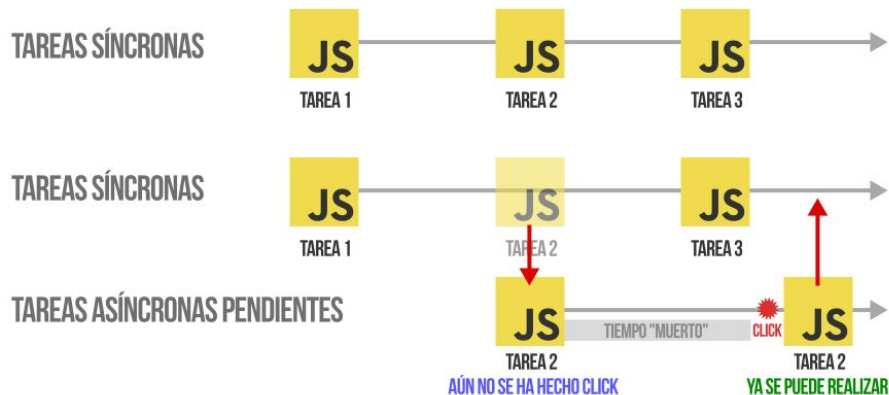 TAREAS SÍNCRONAS
JS JS JS
TAREA 1 TAREA 2 TAREA 3
TAREAS SÍNCRONAS
JS JS JS
TAREA 1 TAREA 2 TAREA 3
TAREAS ASÍNCRONAS PENDIENTES
JS TIEMPO "MUERTO" CLICK JS
TAREA 2 TAREA 2
AÚN NO SE HA HECHO CLICK YA SE PUEDE REALIZAR